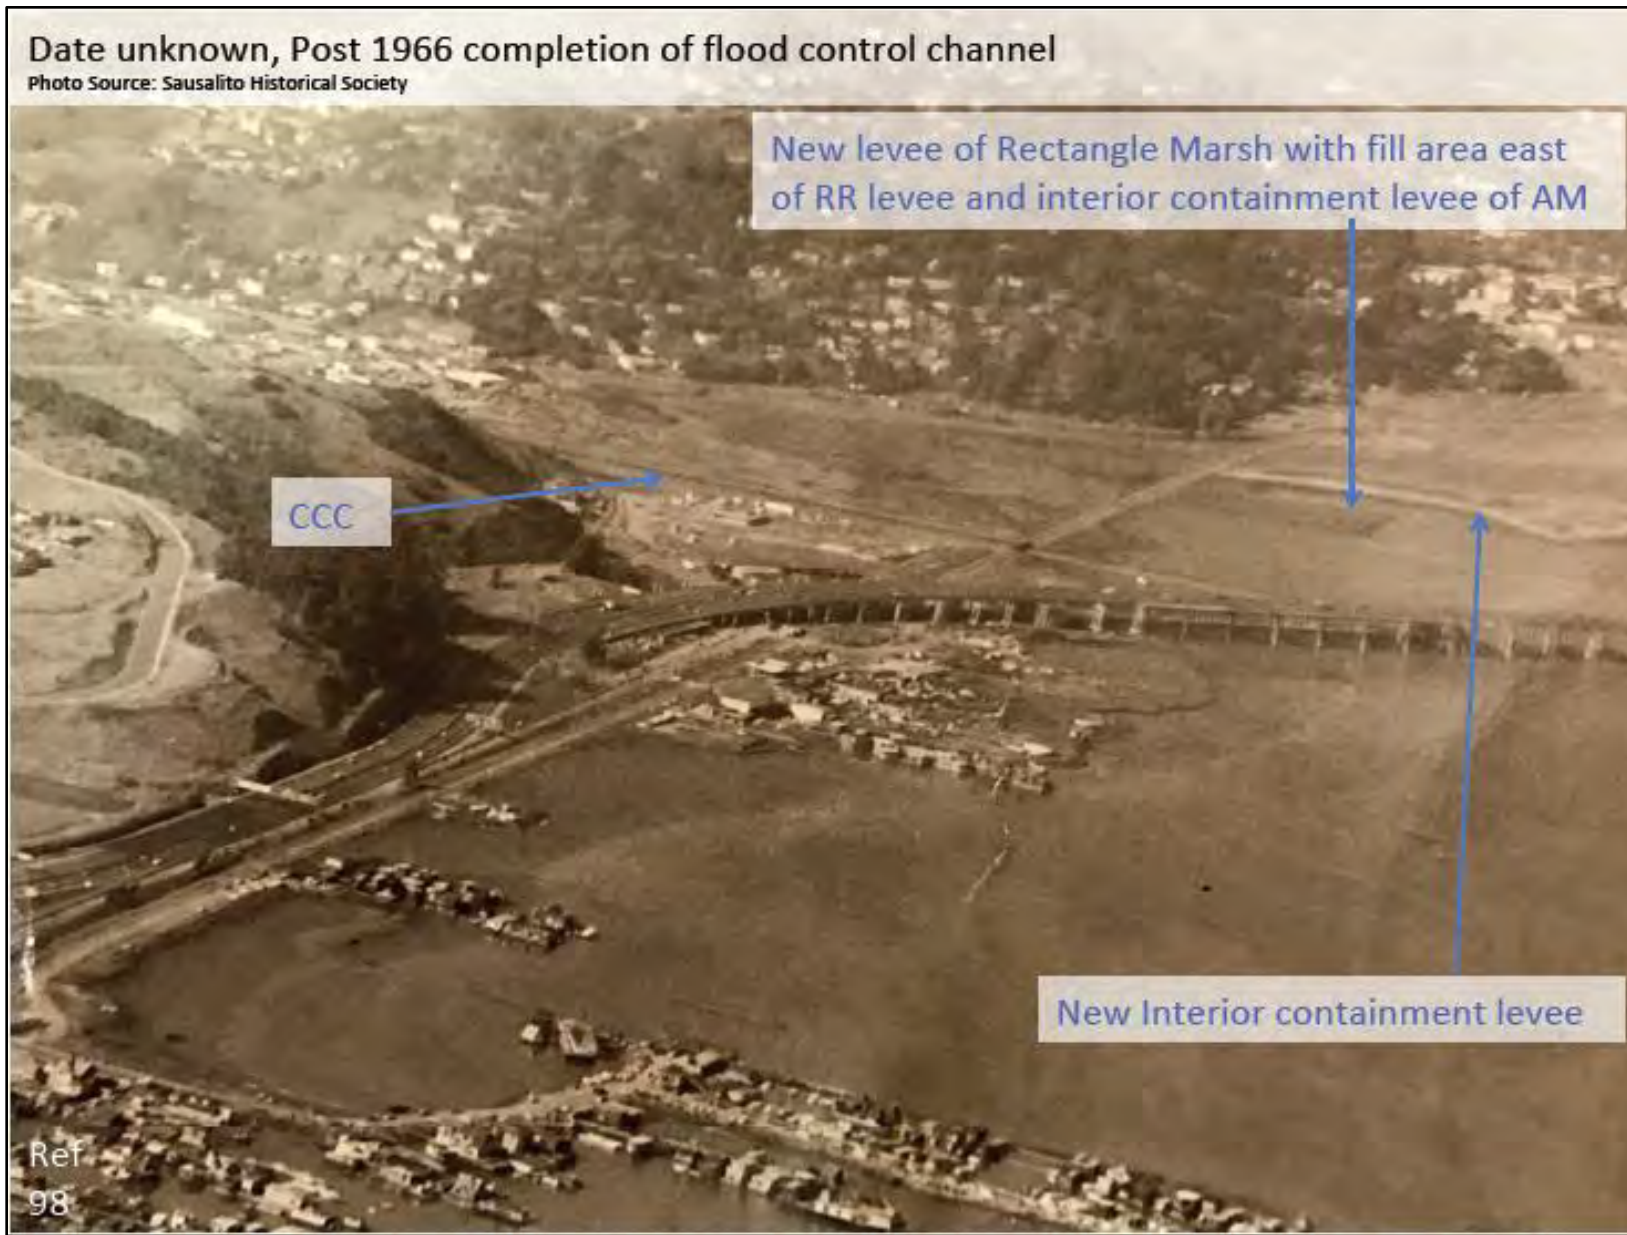 Date unknown, Post 1966 completion of flood control channel
Photo Source: Sausalito Historical Society
New levee of Rectangle Marsh with fill area east
of RR levee and interior containment levee of AM
CCC
New Interior containment levee
Ref
98